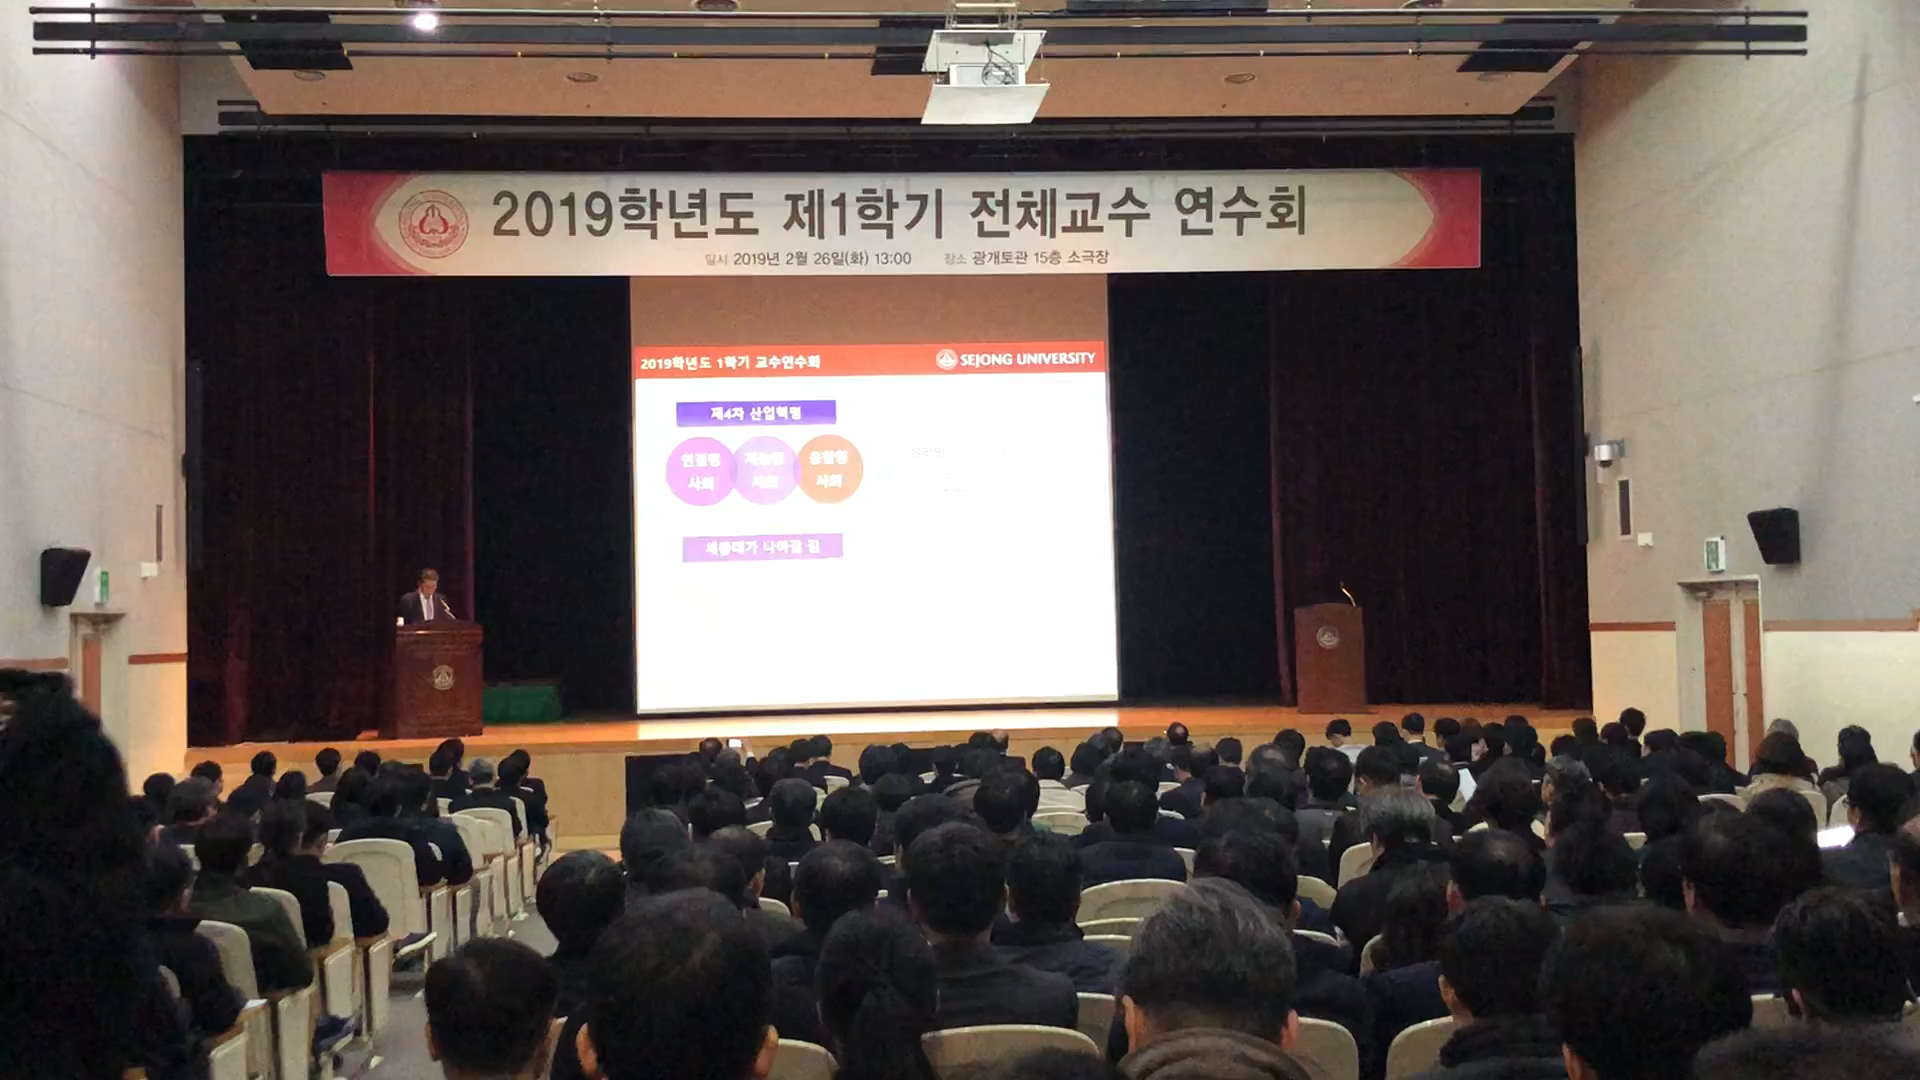 2019학년도 제1학기 전체교수 연수회
일시 2019년 2월 26일(화) 13:00 장소 광개토관 15층 소극장
2019학년도 1학기 교수연수회
SEJONG UNIVERSITY
제4차 산업혁명
연결형 지능형 융합형
사회 사회 사회
세종대가 나아갈 길